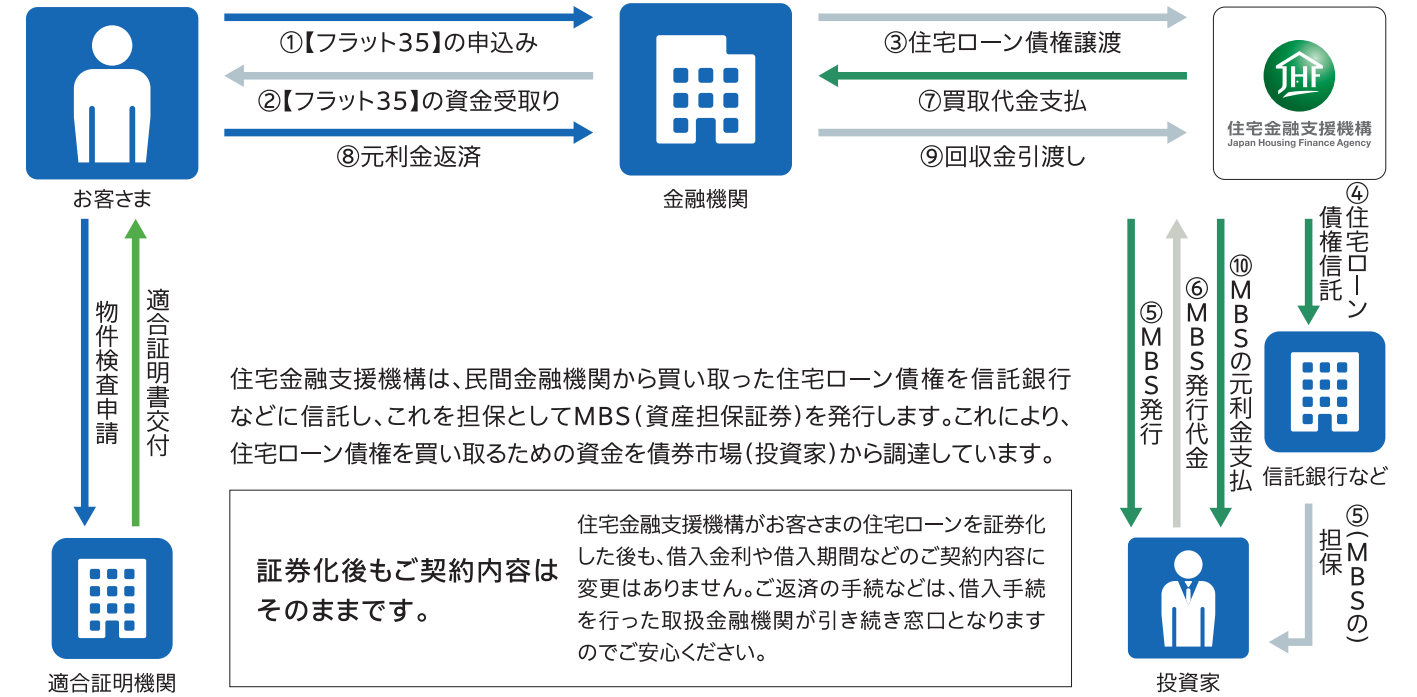 ①【フラット35】の申込み
②【フラット35】の資金受取り
⑧元利金返済
お客さま
金融機関
③住宅ローン債権譲渡
⑦買取代金支払
⑨回収金引渡し
JHF
住宅金融支援機構
Japan Housing Finance Agency
④住宅ローン
債権信託
物件検査申請
適合証明書交付
⑤MBS発行
⑥MBS発行代金
⑩MBSの元利金支払
信託銀行など
⑤(MBSの)
担保
住宅金融支援機構は、民間金融機関から買い取った住宅ローン債権を信託銀行
などに信託し、これを担保としてMBS(資産担保証券)を発行します。これにより、
住宅ローン債権を買い取るための資金を債券市場(投資家)から調達しています。
証券化後もご契約内容は
そのままです。
住宅金融支援機構がお客さまの住宅ローンを証券化
した後も、借入金利や借入期間などのご契約内容に
変更はありません。ご返済の手続などは、借入手続
を行った取扱金融機関が引き続き窓口となります
のでご安心ください。
適合証明機関
投資家